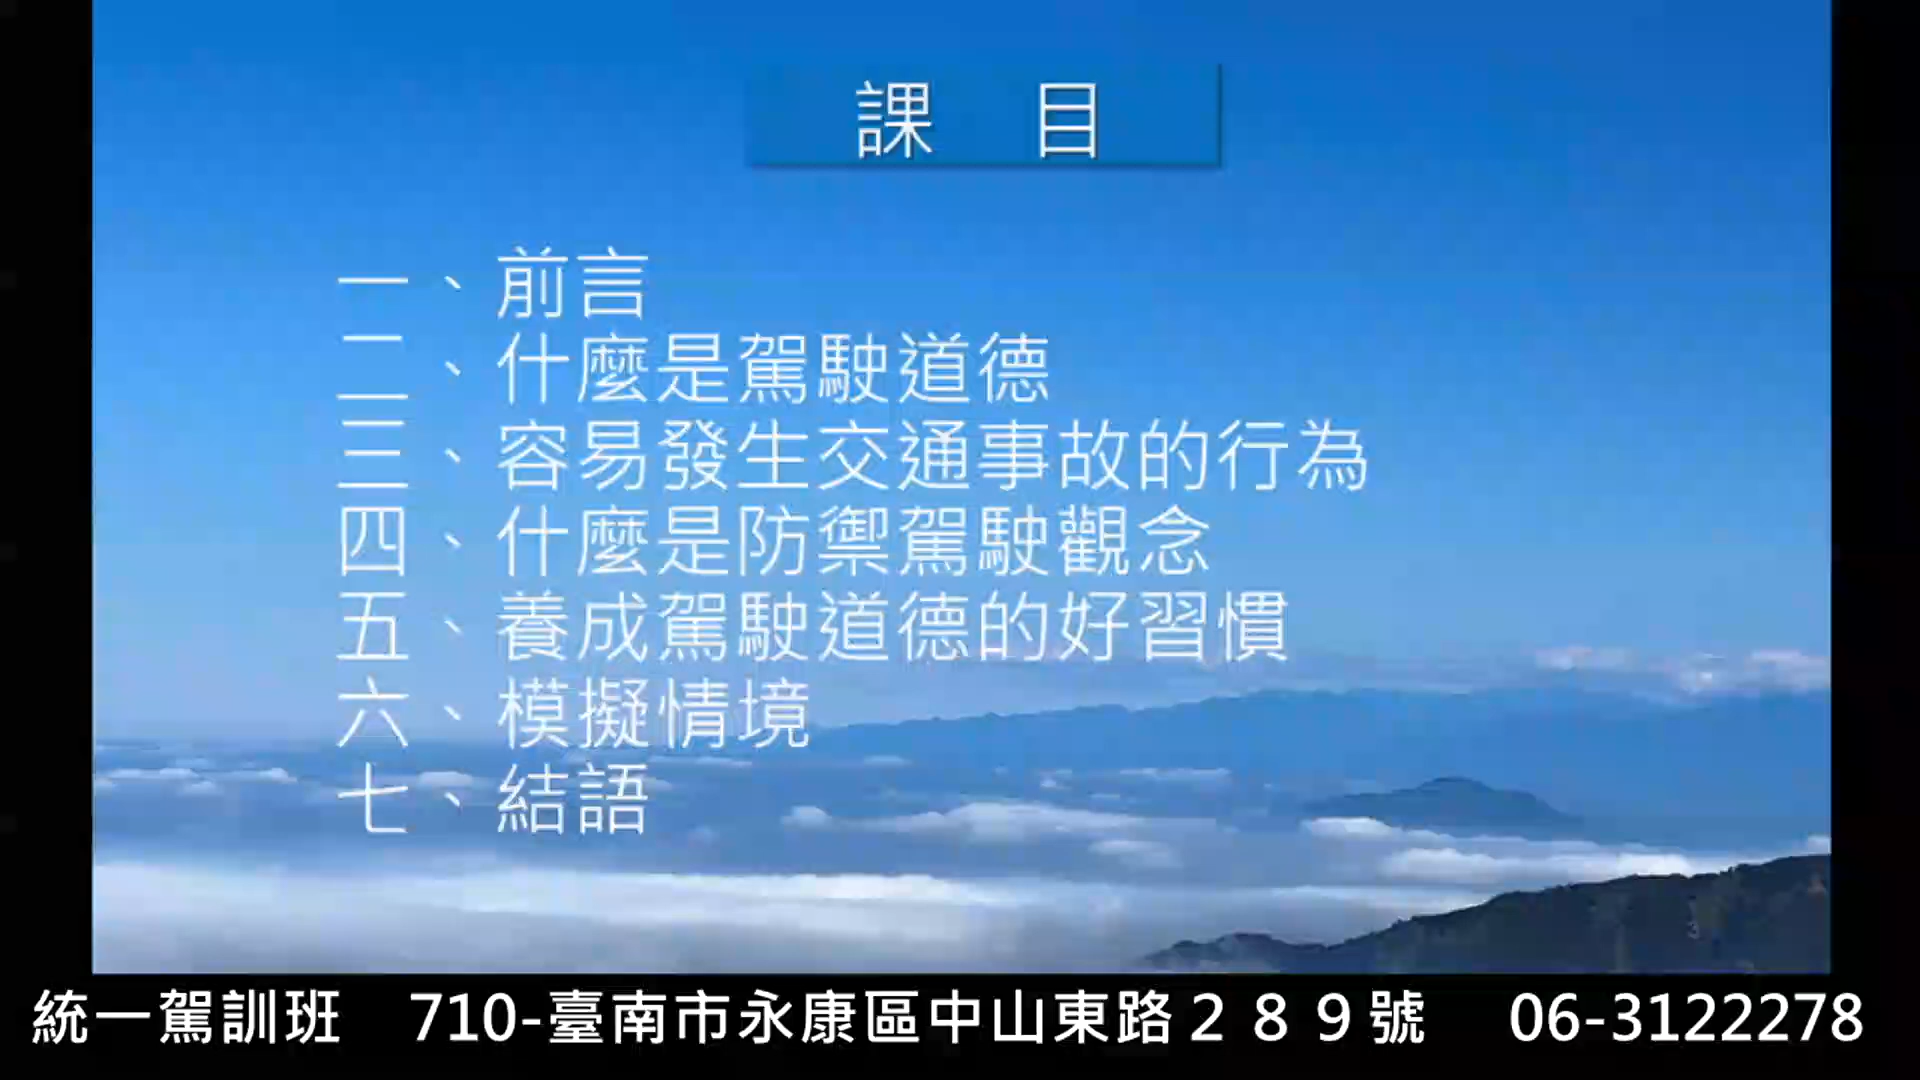 課　目
一、前言
二、什麼是駕駛道德
三、容易發生交通事故的行為
四、什麼是防禦駕駛觀念
五、養成駕駛道德的好習慣
六、模擬情境
七、結語
統一駕訓班　710-臺南市永康區中山東路２８９號　06-3122278